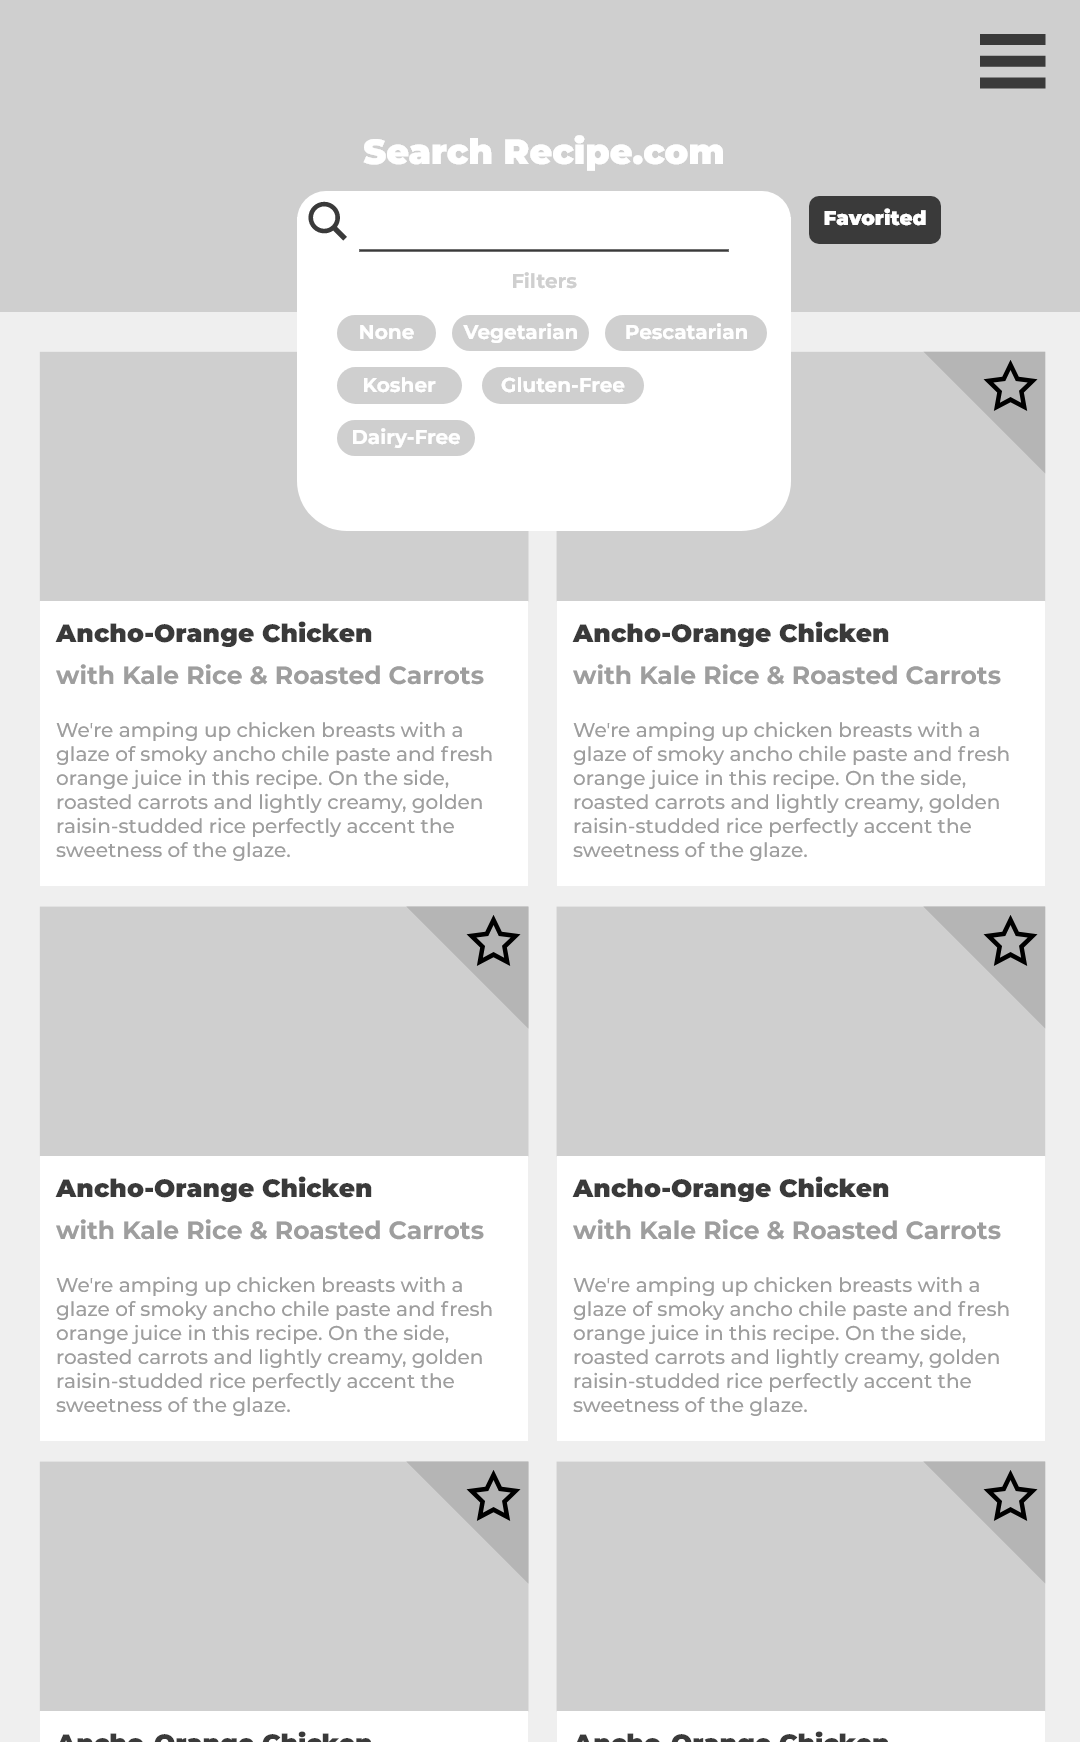 Search Recipe.com
Favorited
Filters
None Vegetarian Pescatarian
Kosher Gluten-Free
Dairy-Free
Ancho-Orange Chicken
with Kale Rice & Roasted Carrots
We're amping up chicken breasts with a
glaze of smoky ancho chile paste and fresh
orange juice in this recipe. On the side,
roasted carrots and lightly creamy, golden
raisin-studded rice perfectly accent the
sweetness of the glaze.
Ancho-Orange Chicken
with Kale Rice & Roasted Carrots
We're amping up chicken breasts with a
glaze of smoky ancho chile paste and fresh
orange juice in this recipe. On the side,
roasted carrots and lightly creamy, golden
raisin-studded rice perfectly accent the
sweetness of the glaze.
Ancho-Orange Chicken
with Kale Rice & Roasted Carrots
We're amping up chicken breasts with a
glaze of smoky ancho chile paste and fresh
orange juice in this recipe. On the side,
roasted carrots and lightly creamy, golden
raisin-studded rice perfectly accent the
sweetness of the glaze.
Ancho-Orange Chicken
with Kale Rice & Roasted Carrots
We're amping up chicken breasts with a
glaze of smoky ancho chile paste and fresh
orange juice in this recipe. On the side,
roasted carrots and lightly creamy, golden
raisin-studded rice perfectly accent the
sweetness of the glaze.
Ancho-Orange Chicken
Ancho-Orange Chicken